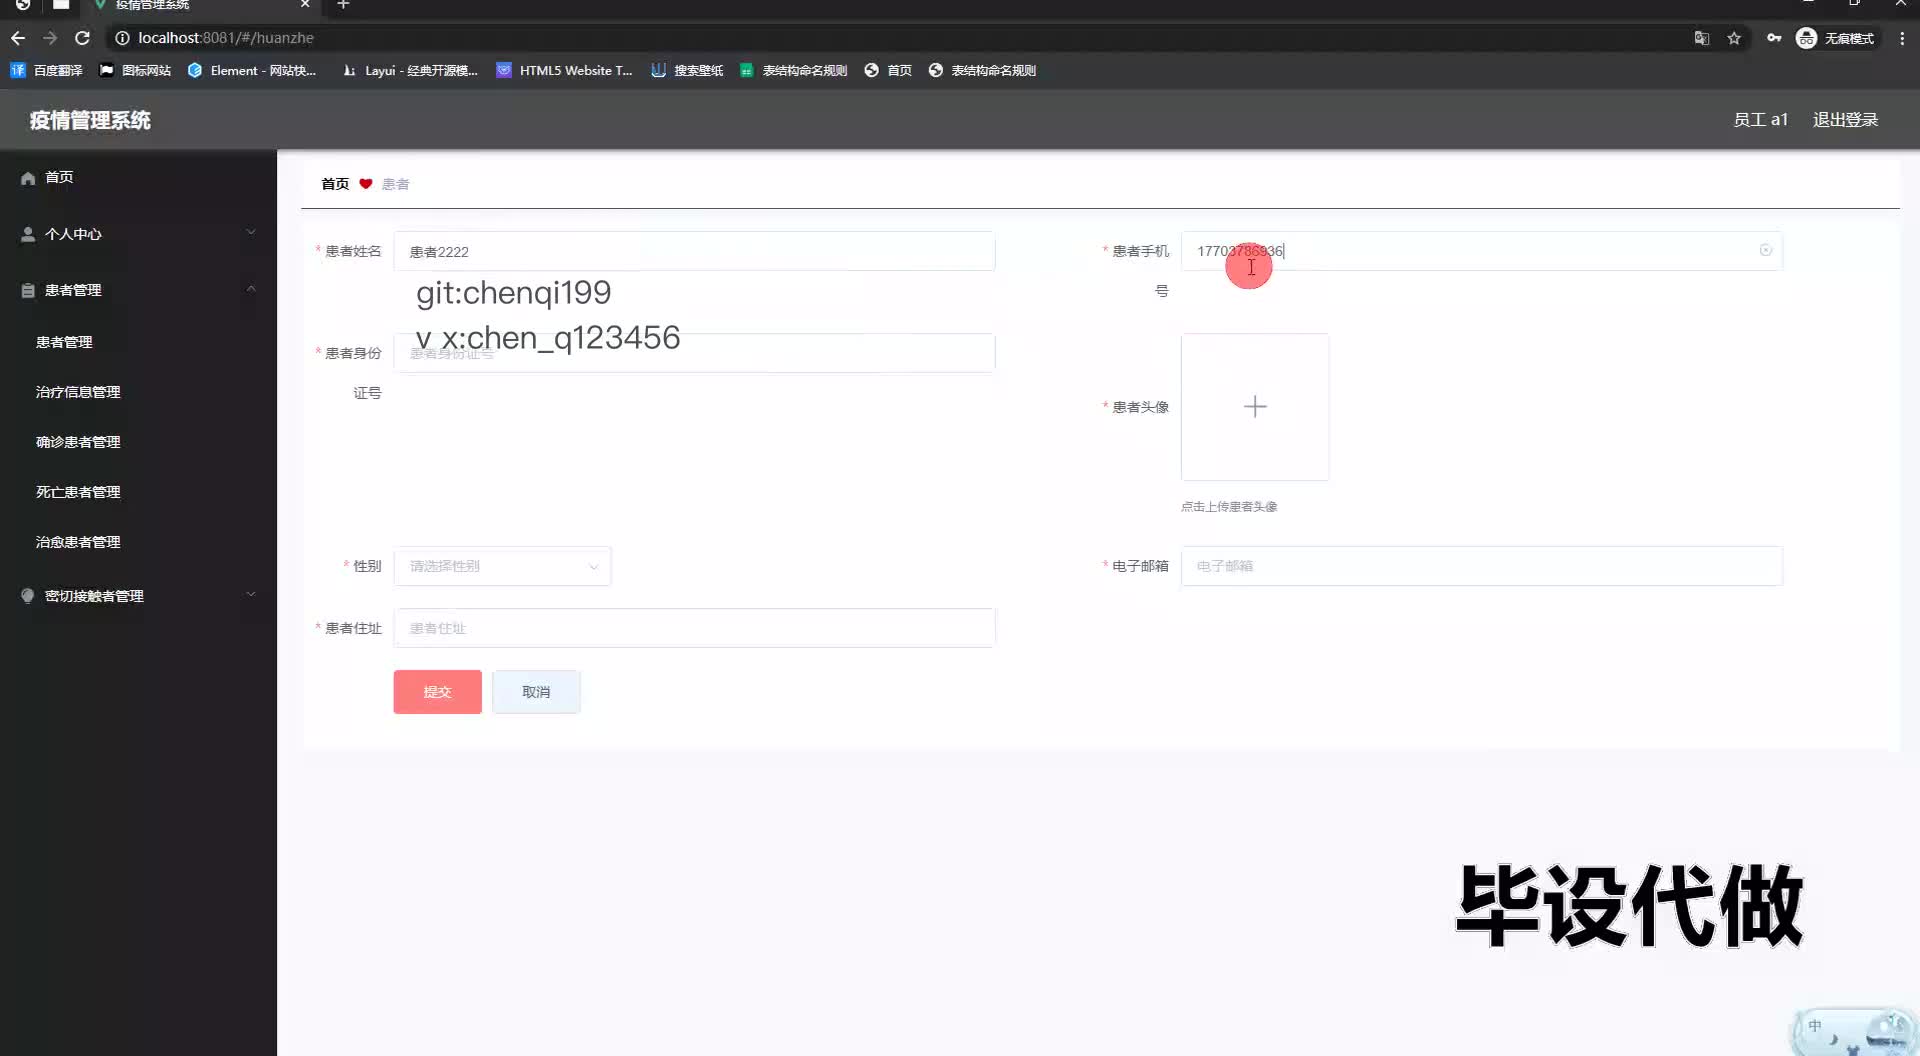 疫情管理系统
localhost:8081/#/huanzhe
无痕模式
百度翻译
图标网站
Element - 网站快...
Layui - 经典开源模...
HTML5 Website T...
搜索壁纸
表结构命名规则
首页
表结构命名规则
疫情管理系统
员工 a1
退出登录
首页
个人中心
患者管理
患者管理
治疗信息管理
确诊患者管理
死亡患者管理
治愈患者管理
密切接触者管理
首页 患者
* 患者姓名
患者2222
* 患者手机
号
17703786936
git:chenqi199
v x:chen_q123456
* 患者身份
证号
患者身份证号
* 患者头像
点击上传患者头像
* 性别
请选择性别
* 电子邮箱
电子邮箱
* 患者住址
患者住址
提交
取消
毕设代做
中